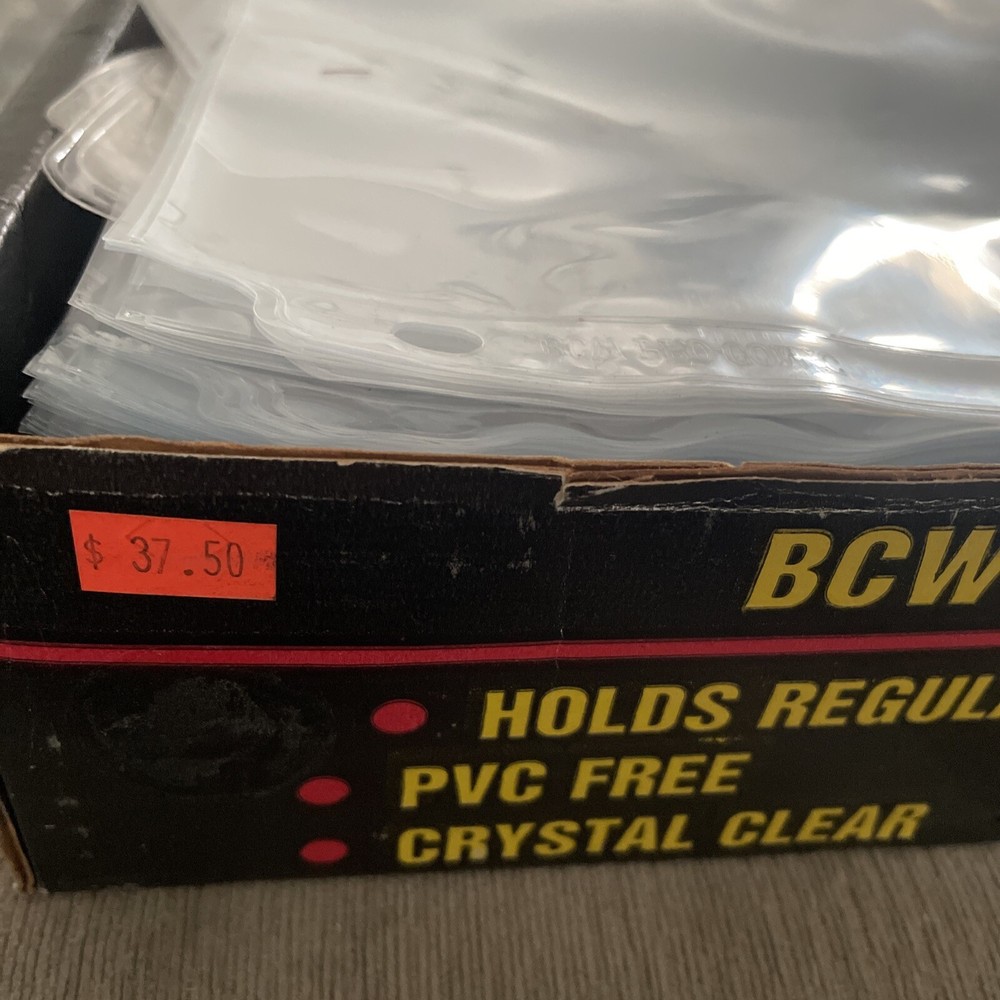 $ 37.50
BCW
HOLDS REGUL
PVC FREE
CRYSTAL CLEAR